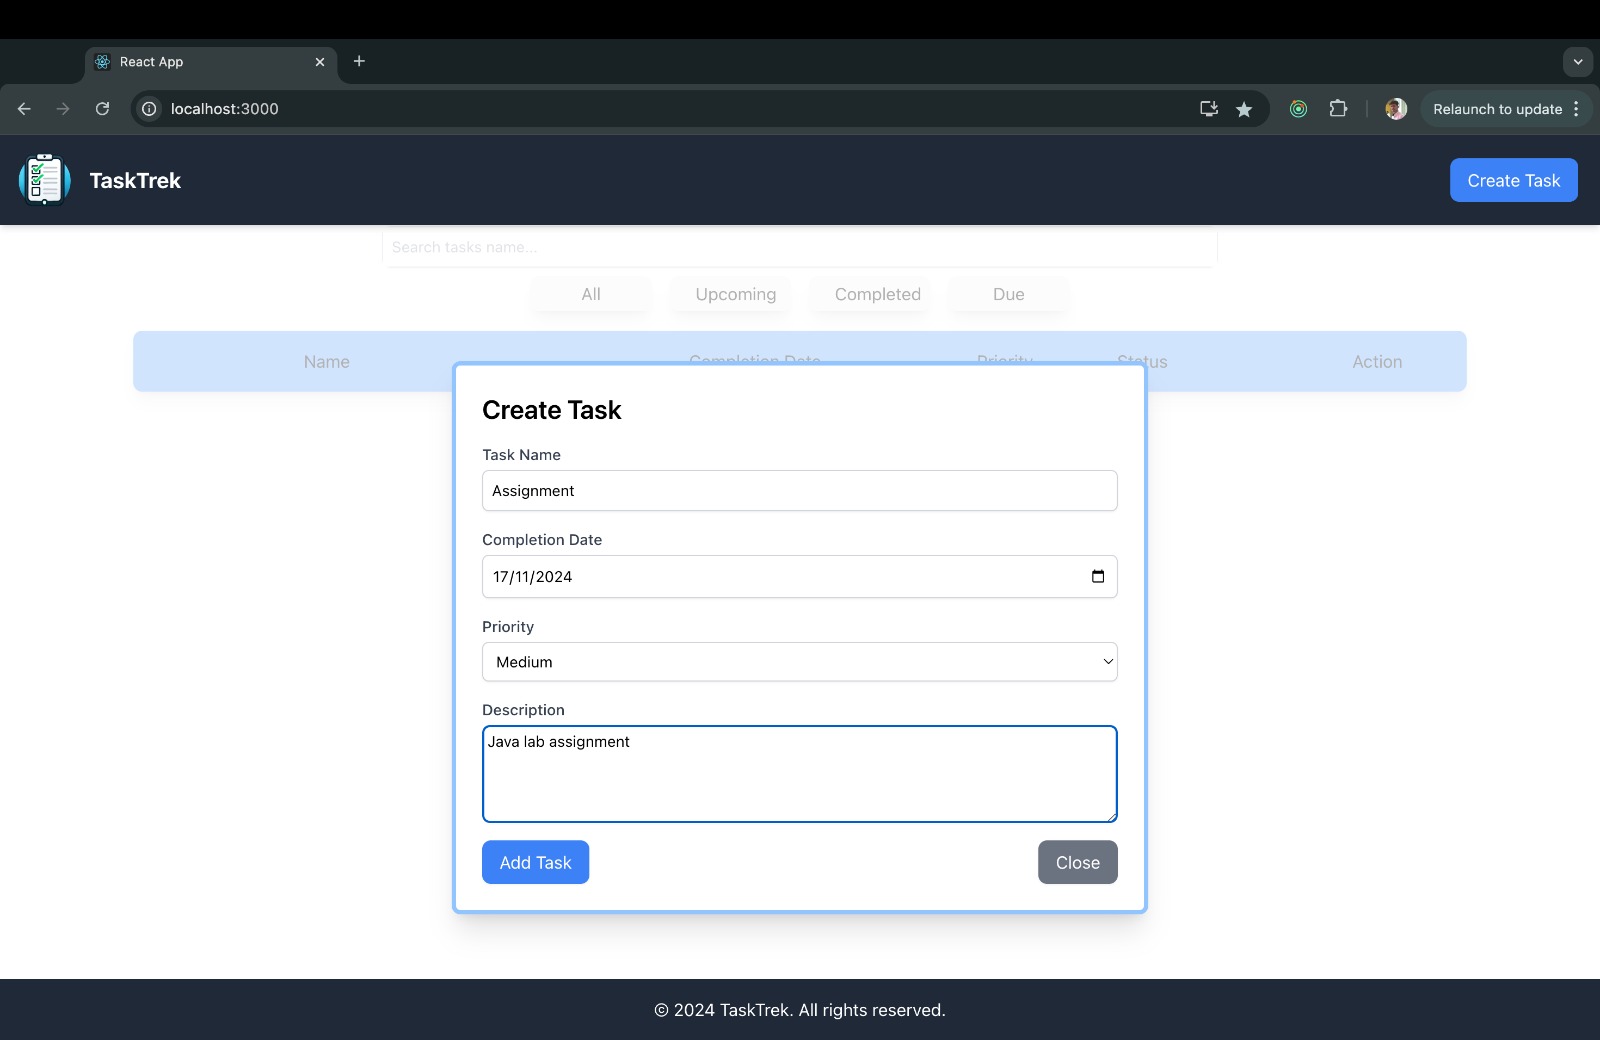 React App
localhost:3000
Relaunch to update
TaskTrek
Create Task
Search tasks name...
All Upcoming Completed Due
Name Completion Date Priority Status Action
Create Task
Task Name
Assignment
Completion Date
17/11/2024
Priority
Medium
Description
Java lab assignment
Add Task Close
© 2024 TaskTrek. All rights reserved.